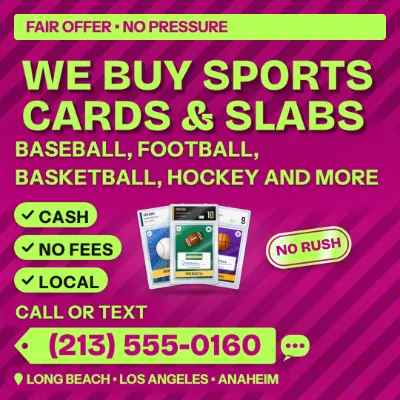 FAIR OFFER • NO PRESSURE
WE BUY SPORTS
CARDS & SLABS
BASEBALL, FOOTBALL,
BASKETBALL, HOCKEY AND MORE
CASH
NO FEES
LOCAL
10
NO RUSH
CALL OR TEXT
(213) 555-0160
LONG BEACH • LOS ANGELES • ANAHEIM